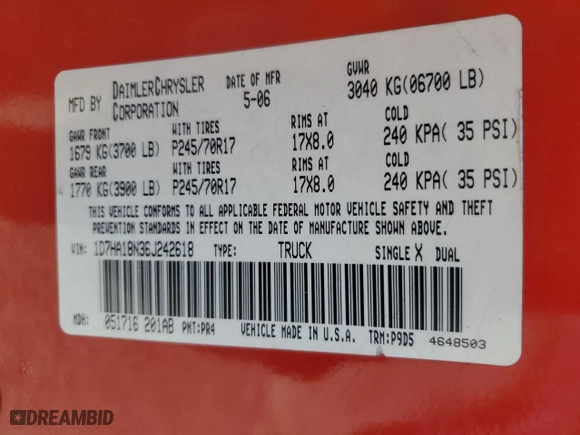 MFD BY DAIMLERCHRYSLER CORPORATION DATE OF MFR 5-06 GVWR 3040 KG(06700 LB)
GAWR FRONT WITH TIRES RIMS AT COLD
1679 KG(3700 LB) P245/70R17 17X8.0 240 KPA( 35 PSI)
GAWR REAR WITH TIRES RIMS AT COLD
1770 KG(3900 LB) P245/70R17 17X8.0 240 KPA( 35 PSI)
THIS VEHICLE CONFORMS TO ALL APPLICABLE FEDERAL MOTOR VEHICLE SAFETY AND THEFT
PREVENTION STANDARDS IN EFFECT ON THE DATE OF MANUFACTURE SHOWN ABOVE.
VIN: 1D7HA18N36J242618 TYPE: TRUCK SINGLE X DUAL
MDH: 051716 201AB PNT:PR4 VEHICLE MADE IN U.S.A. TRM:P9D5 4648503
DREAMBID